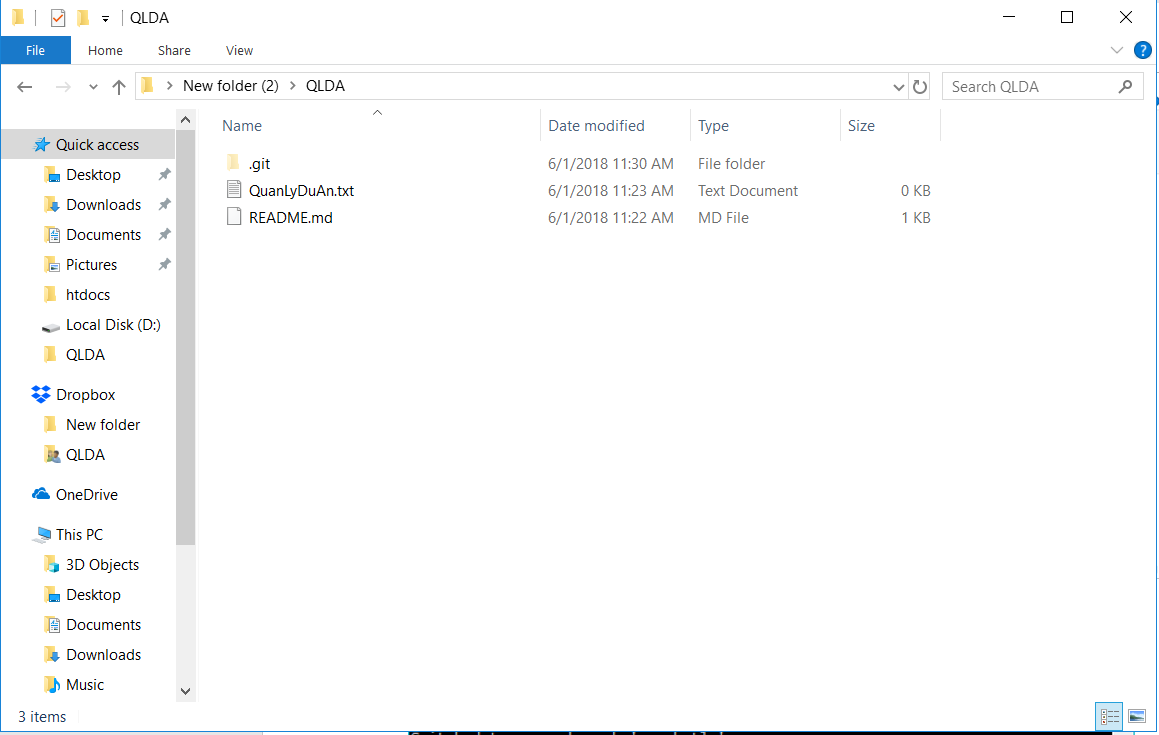 QLDA
File Home Share View
New folder (2) QLDA Search QLDA
Name Date modified Type Size
.git 6/1/2018 11:30 AM File folder
QuanLyDuAn.txt 6/1/2018 11:23 AM Text Document 0 KB
README.md 6/1/2018 11:22 AM MD File 1 KB
Quick access
Desktop
Downloads
Documents
Pictures
htdocs
Local Disk (D:)
QLDA
Dropbox
New folder
QLDA
OneDrive
This PC
3D Objects
Desktop
Documents
Downloads
Music
3 items